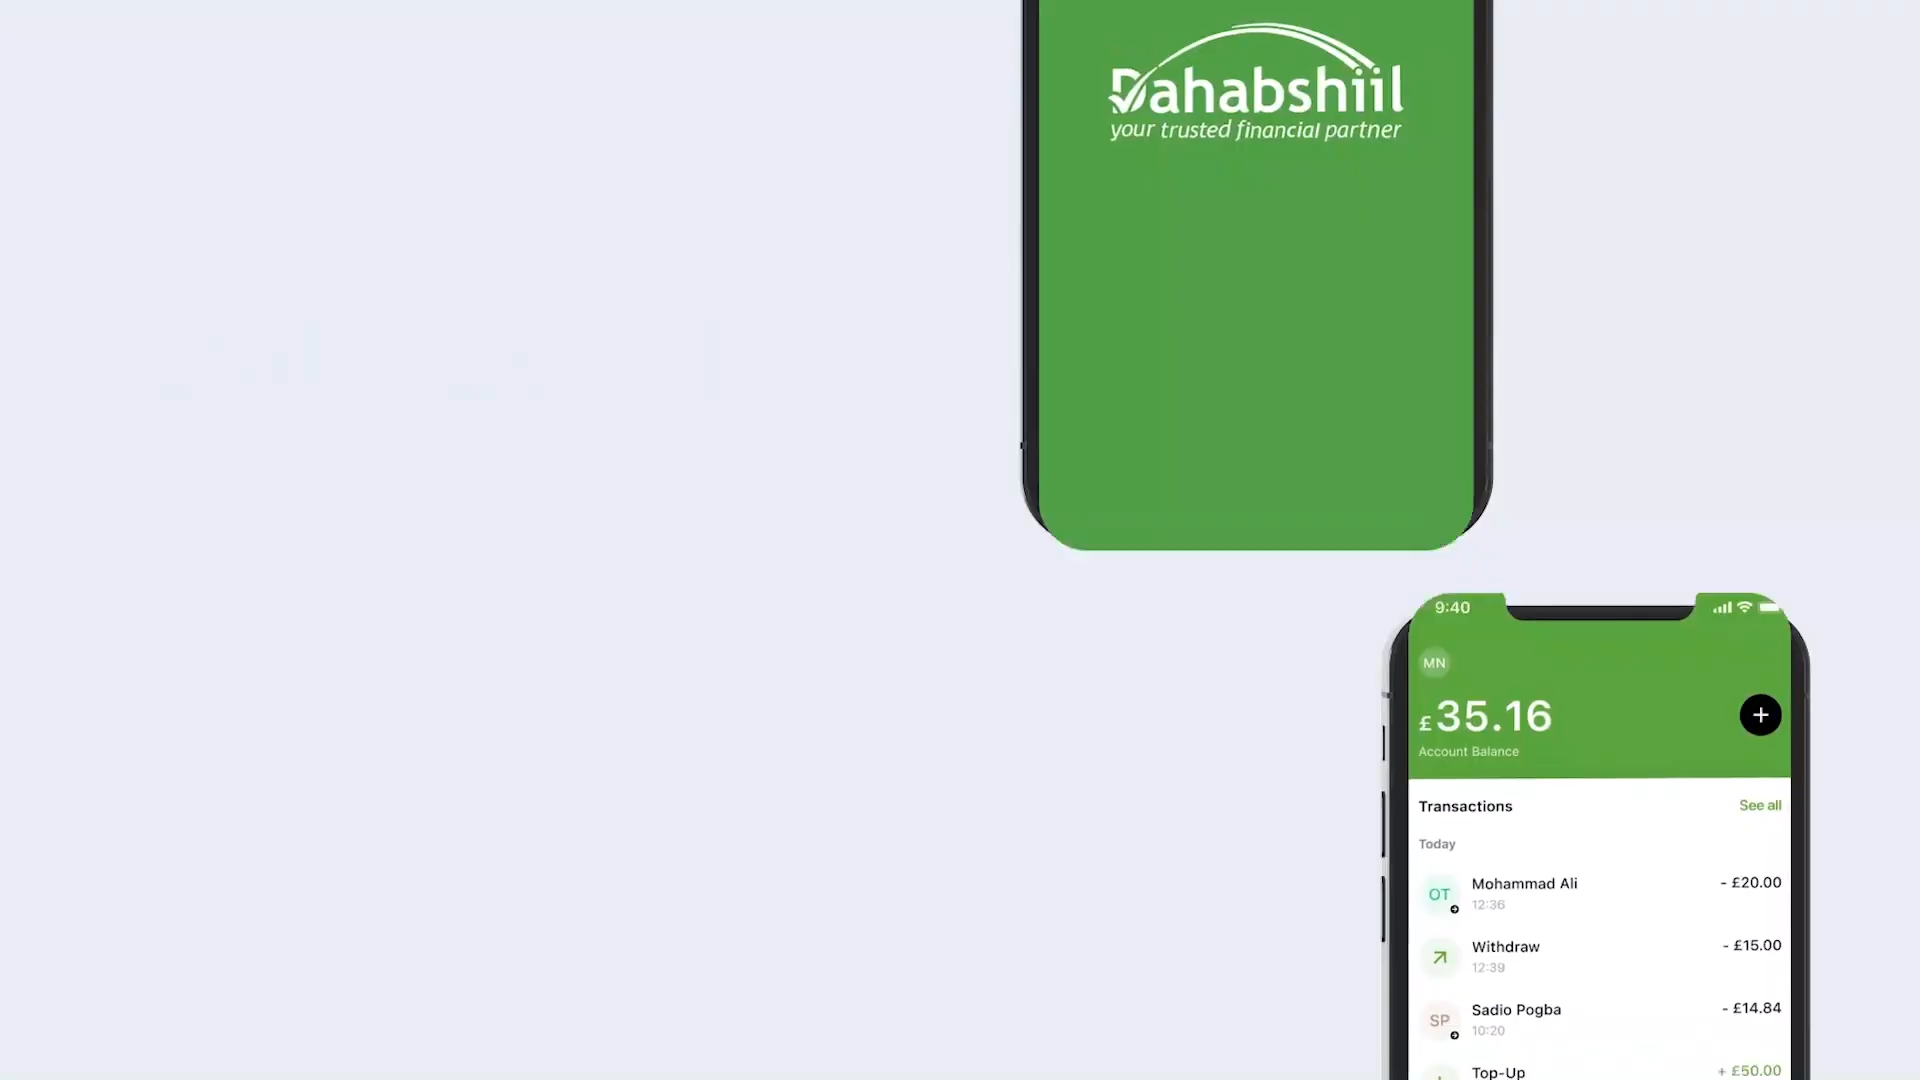 Dahabshiil
your trusted financial partner
9:40
MN
£35.16
Account Balance
Transactions
See all
Today
OT
Mohammad Ali
- £20.00
12:36
Withdraw
- £15.00
12:39
SP
Sadio Pogba
- £14.84
10:20
Top-Up
+ £50.00